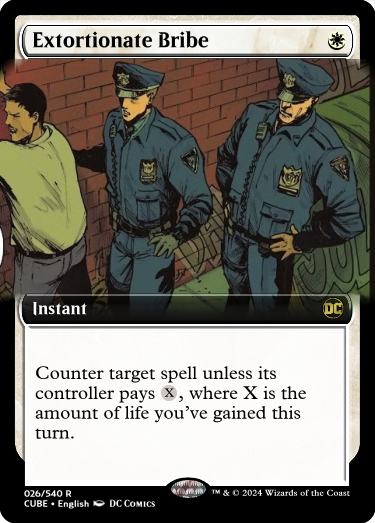 Extortionate Bribe
Instant
DC
Counter target spell unless its
controller pays X, where X is the
amount of life you've gained this
turn.
026/540 R
CUBE • English DC COMICS
™ & © 2024 Wizards of the Coast